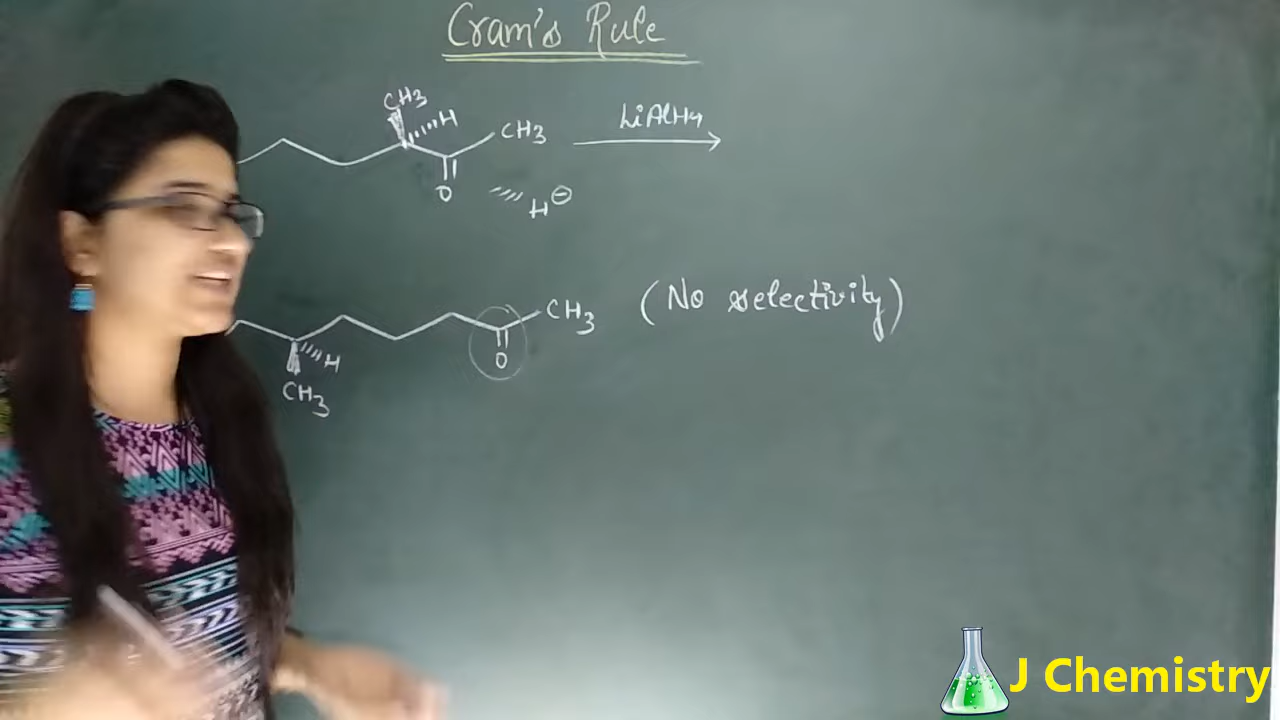 Cram's Rule
CH3
H
CH3
LiAlH4
O
H⊖
(No selectivity)
CH3
H
O
CH3
J Chemistry